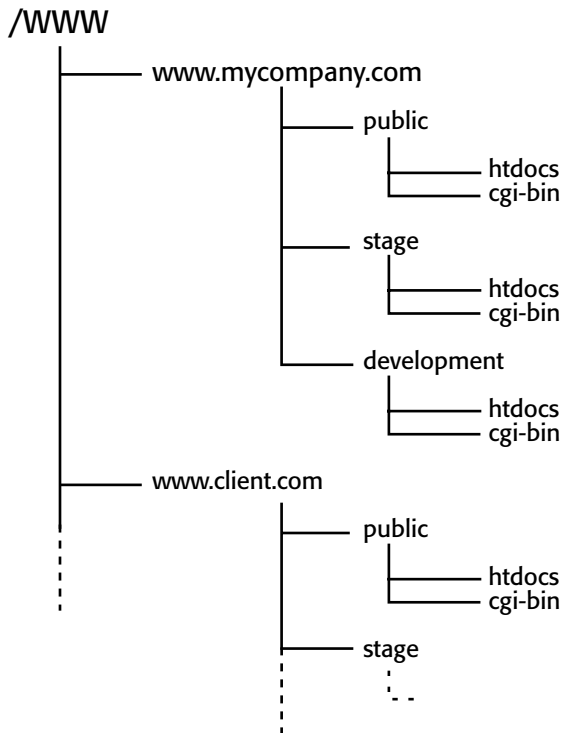 /WWW
www.mycompany.com
public
htdocs
cgi-bin
stage
htdocs
cgi-bin
development
htdocs
cgi-bin
www.client.com
public
htdocs
cgi-bin
stage